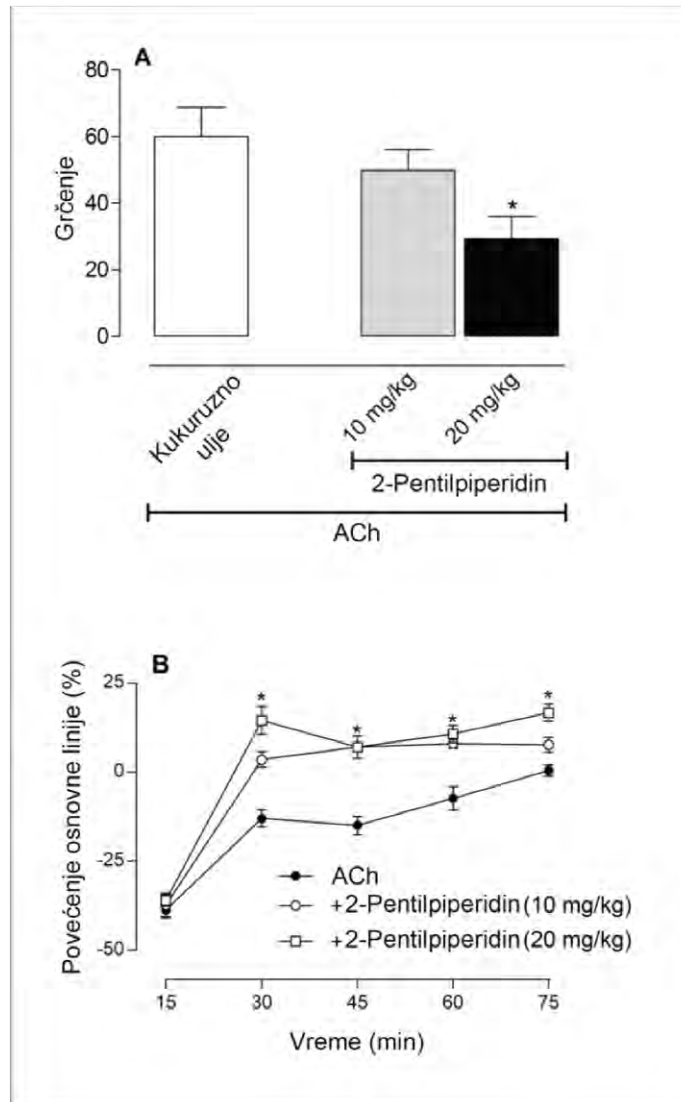 A
80
60
40
20
0
Grčenje
Kukuruzno
ulje
10 mg/kg
20 mg/kg
*
2-Pentilpiperidin
ACh
B
Povećenje osnovne linije (%)
25
0
-25
-50
* * * *
ACh
+2-Pentilpiperidin (10 mg/kg)
+2-Pentilpiperidin (20 mg/kg)
15 30 45 60 75
Vreme (min)